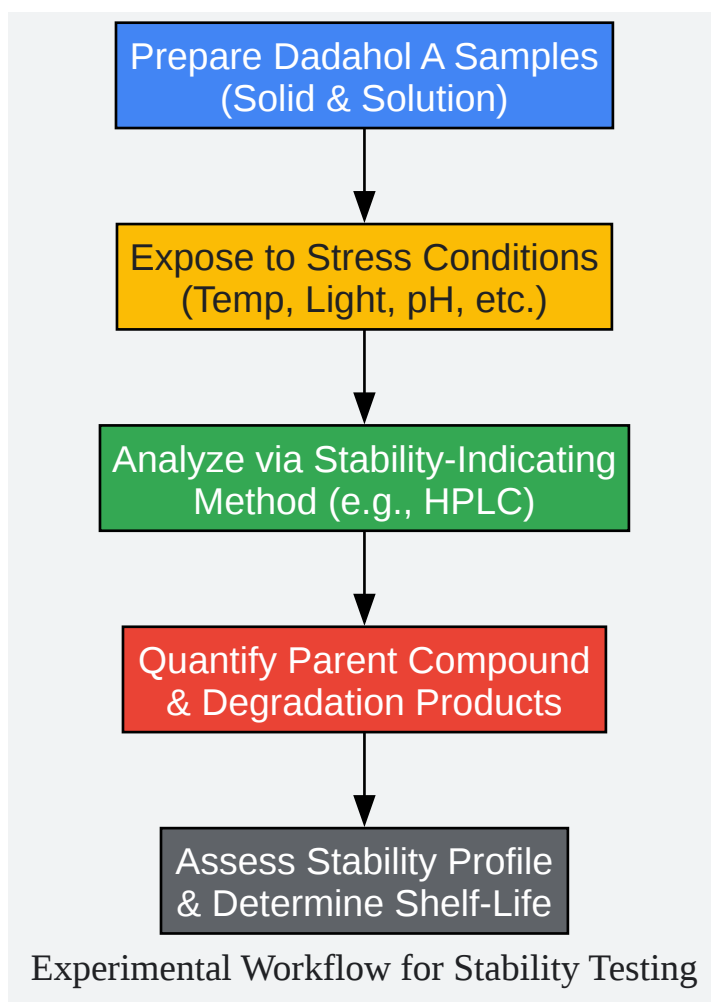 Prepare Dadahol A Samples
(Solid & Solution)
Expose to Stress Conditions
(Temp, Light, pH, etc.)
Analyze via Stability-Indicating
Method (e.g., HPLC)
Quantify Parent Compound
& Degradation Products
Assess Stability Profile
& Determine Shelf-Life
Experimental Workflow for Stability Testing